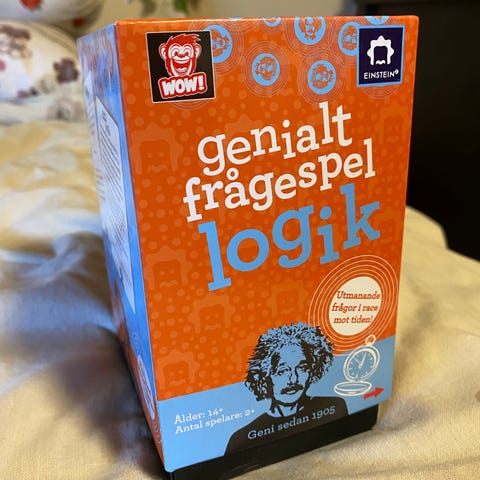 WOW!
EINSTEIN
genialt
frågespel
logik
Utmanande
frågor i race
mot tiden!
Ålder: 14+
Antal spelare: 2+
Geni sedan 1905